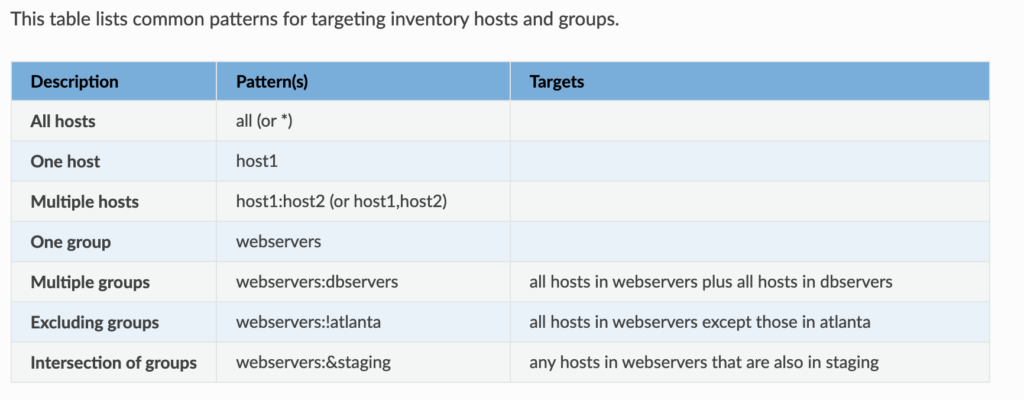 This table lists common patterns for targeting inventory hosts and groups.
Description Pattern(s) Targets
All hosts all (or *)
One host host1
Multiple hosts host1:host2 (or host1,host2)
One group webservers
Multiple groups webservers:dbservers all hosts in webservers plus all hosts in dbservers
Excluding groups webservers:!atlanta all hosts in webservers except those in atlanta
Intersection of groups webservers:&staging any hosts in webservers that are also in staging